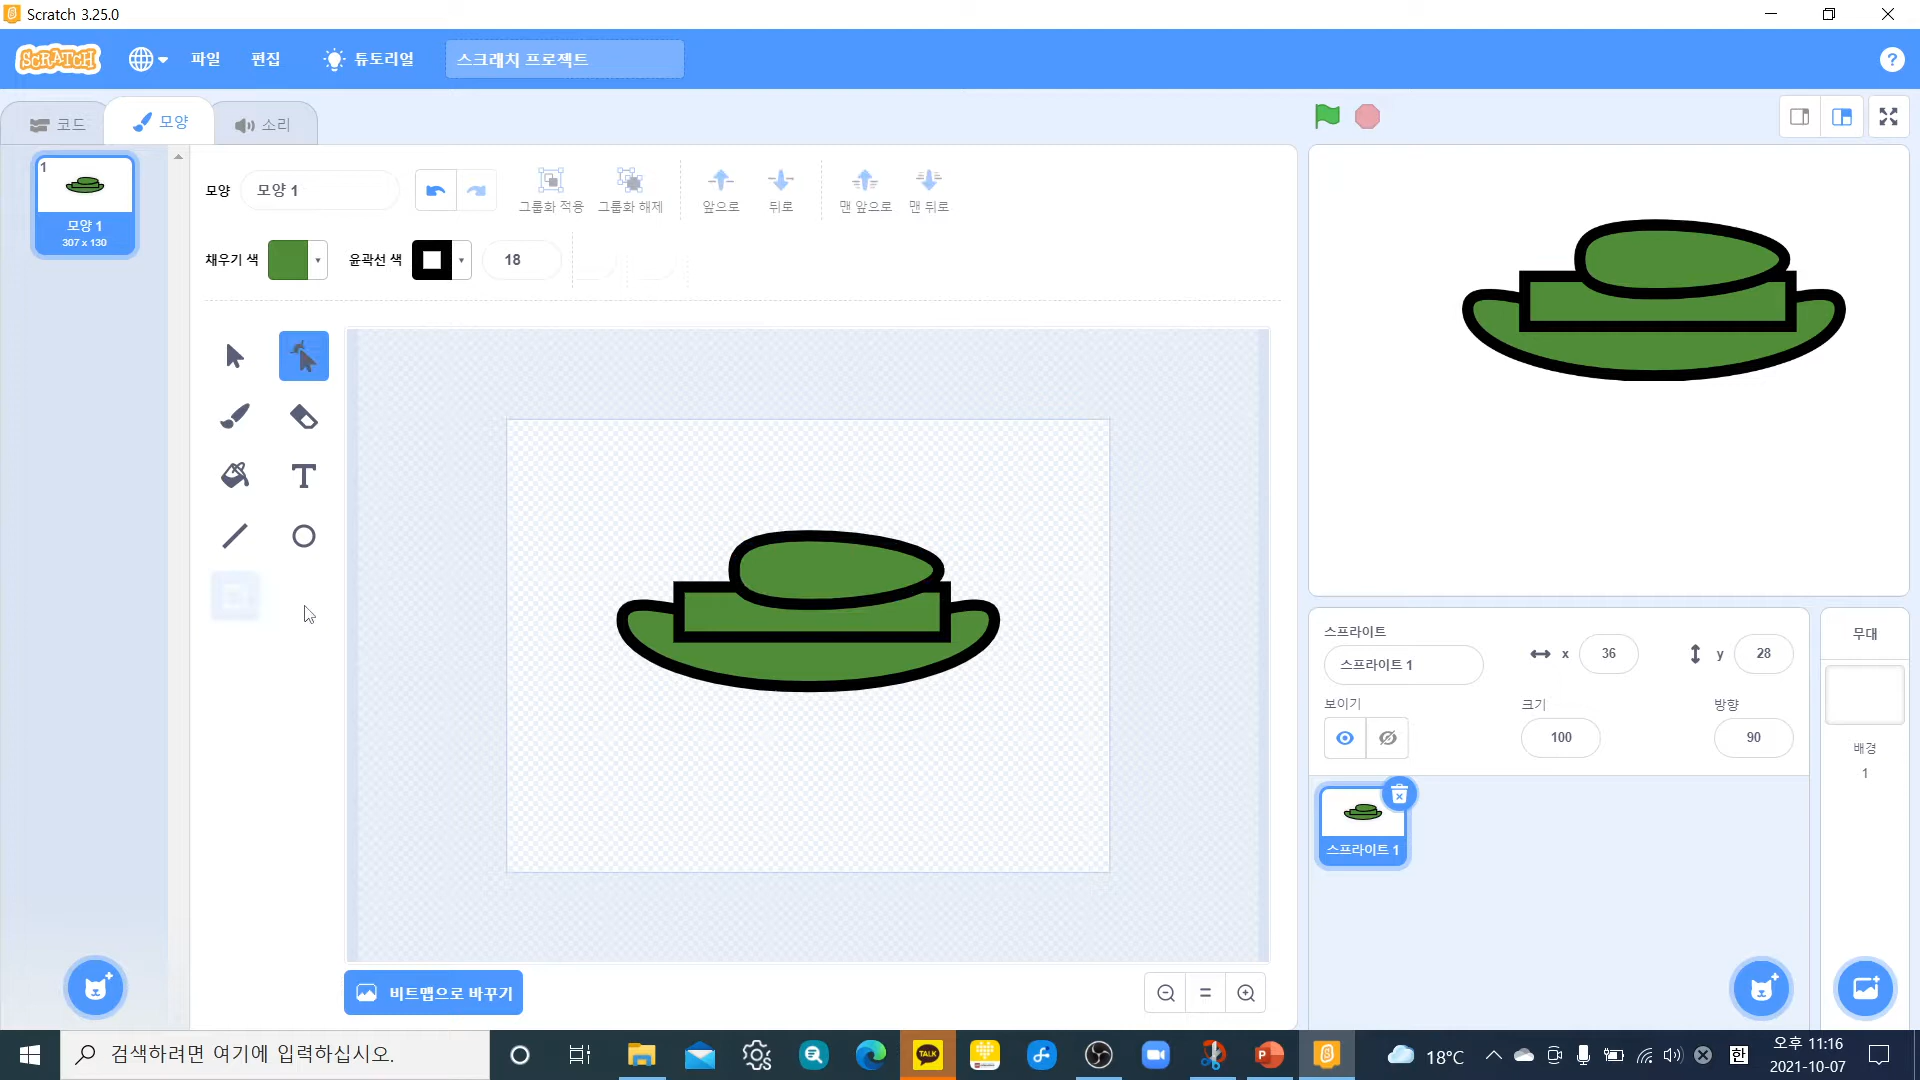 Scratch 3.25.0
SCRATCH
파일
편집
튜토리얼
스크래치 프로젝트
?
코드
모양
소리
1
모양 1
307 x 130
모양
모양 1
그룹화 적용
그룹화 해제
앞으로
뒤로
맨 앞으로
맨 뒤로
채우기 색
윤곽선 색
18
T
비트맵으로 바꾸기
스프라이트
스프라이트 1
x
36
y
28
보이기
크기
100
방향
90
스프라이트 1
무대
배경
1
검색하려면 여기에 입력하십시오.
TALK
P
18°C
한
오후 11:16
2021-10-07